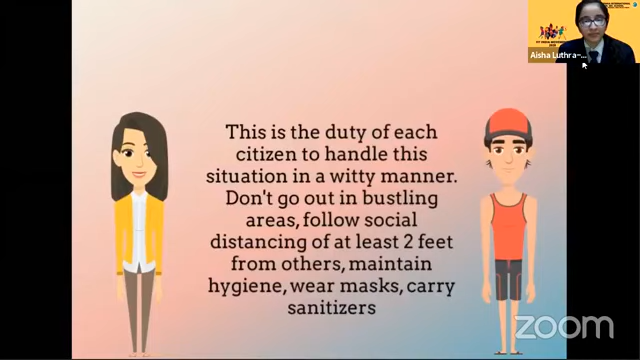 Aisha Luthra-...
This is the duty of each
citizen to handle this
situation in a witty manner.
Don't go out in bustling
areas, follow social
distancing of at least 2 feet
from others, maintain
hygiene, wear masks, carry
sanitizers
zoom